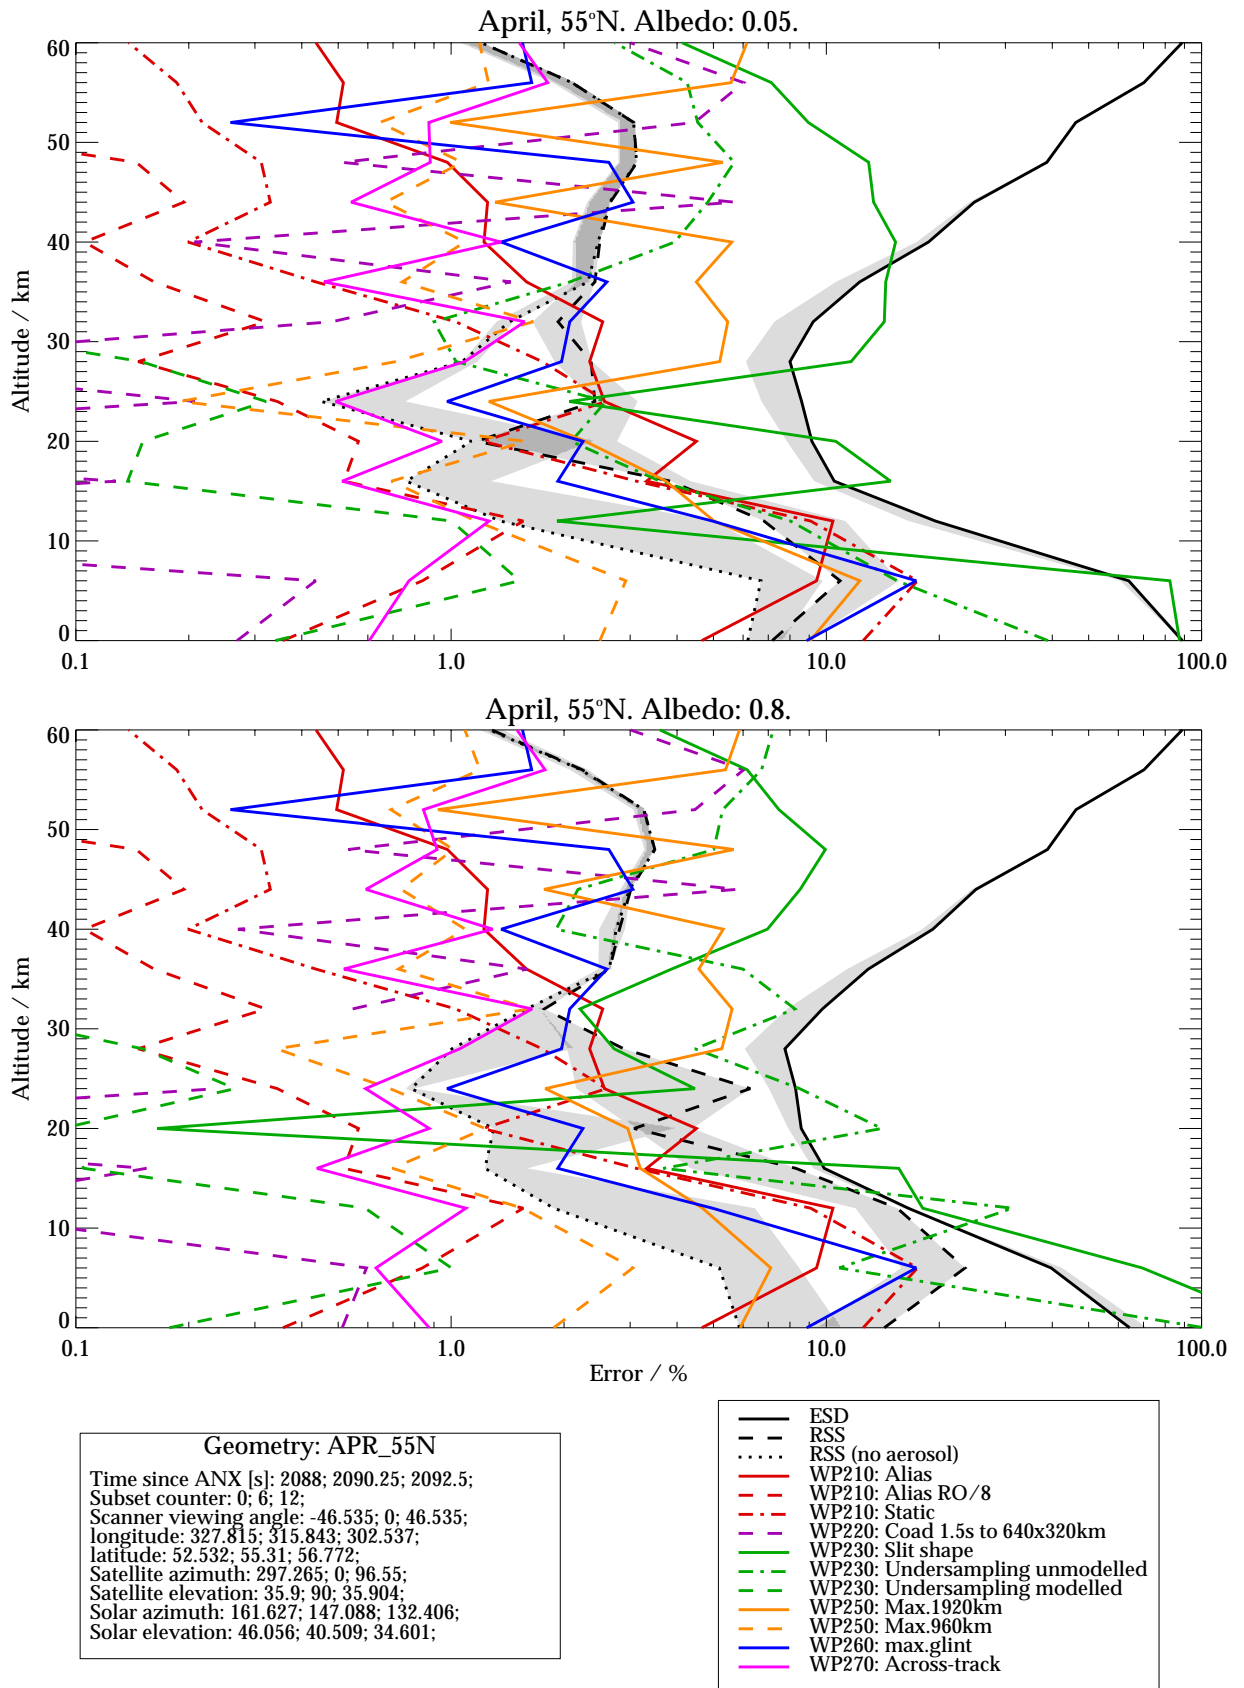 April, 55°N. Albedo: 0.05.
60
50
40
30
20
10
0
Altitude / km
0.1
1.0
10.0
100.0
April, 55°N. Albedo: 0.8.
60
50
40
30
20
10
0
Altitude / km
0.1
1.0
10.0
100.0
Error / %
Geometry: APR_55N
Time since ANX [s]: 2088; 2090.25; 2092.5;
Subset counter: 0; 6; 12;
Scanner viewing angle: -46.535; 0; 46.535;
longitude: 327.815; 315.843; 302.537;
latitude: 52.532; 55.31; 56.772;
Satellite azimuth: 297.265; 0; 96.55;
Satellite elevation: 35.9; 90; 35.904;
Solar azimuth: 161.627; 147.088; 132.406;
Solar elevation: 46.056; 40.509; 34.601;
ESD
RSS
RSS (no aerosol)
WP210: Alias
WP210: Alias RO/8
WP210: Static
WP220: Coad 1.5s to 640x320km
WP230: Slit shape
WP230: Undersampling unmodelled
WP230: Undersampling modelled
WP250: Max.1920km
WP250: Max.960km
WP260: max.glint
WP270: Across-track